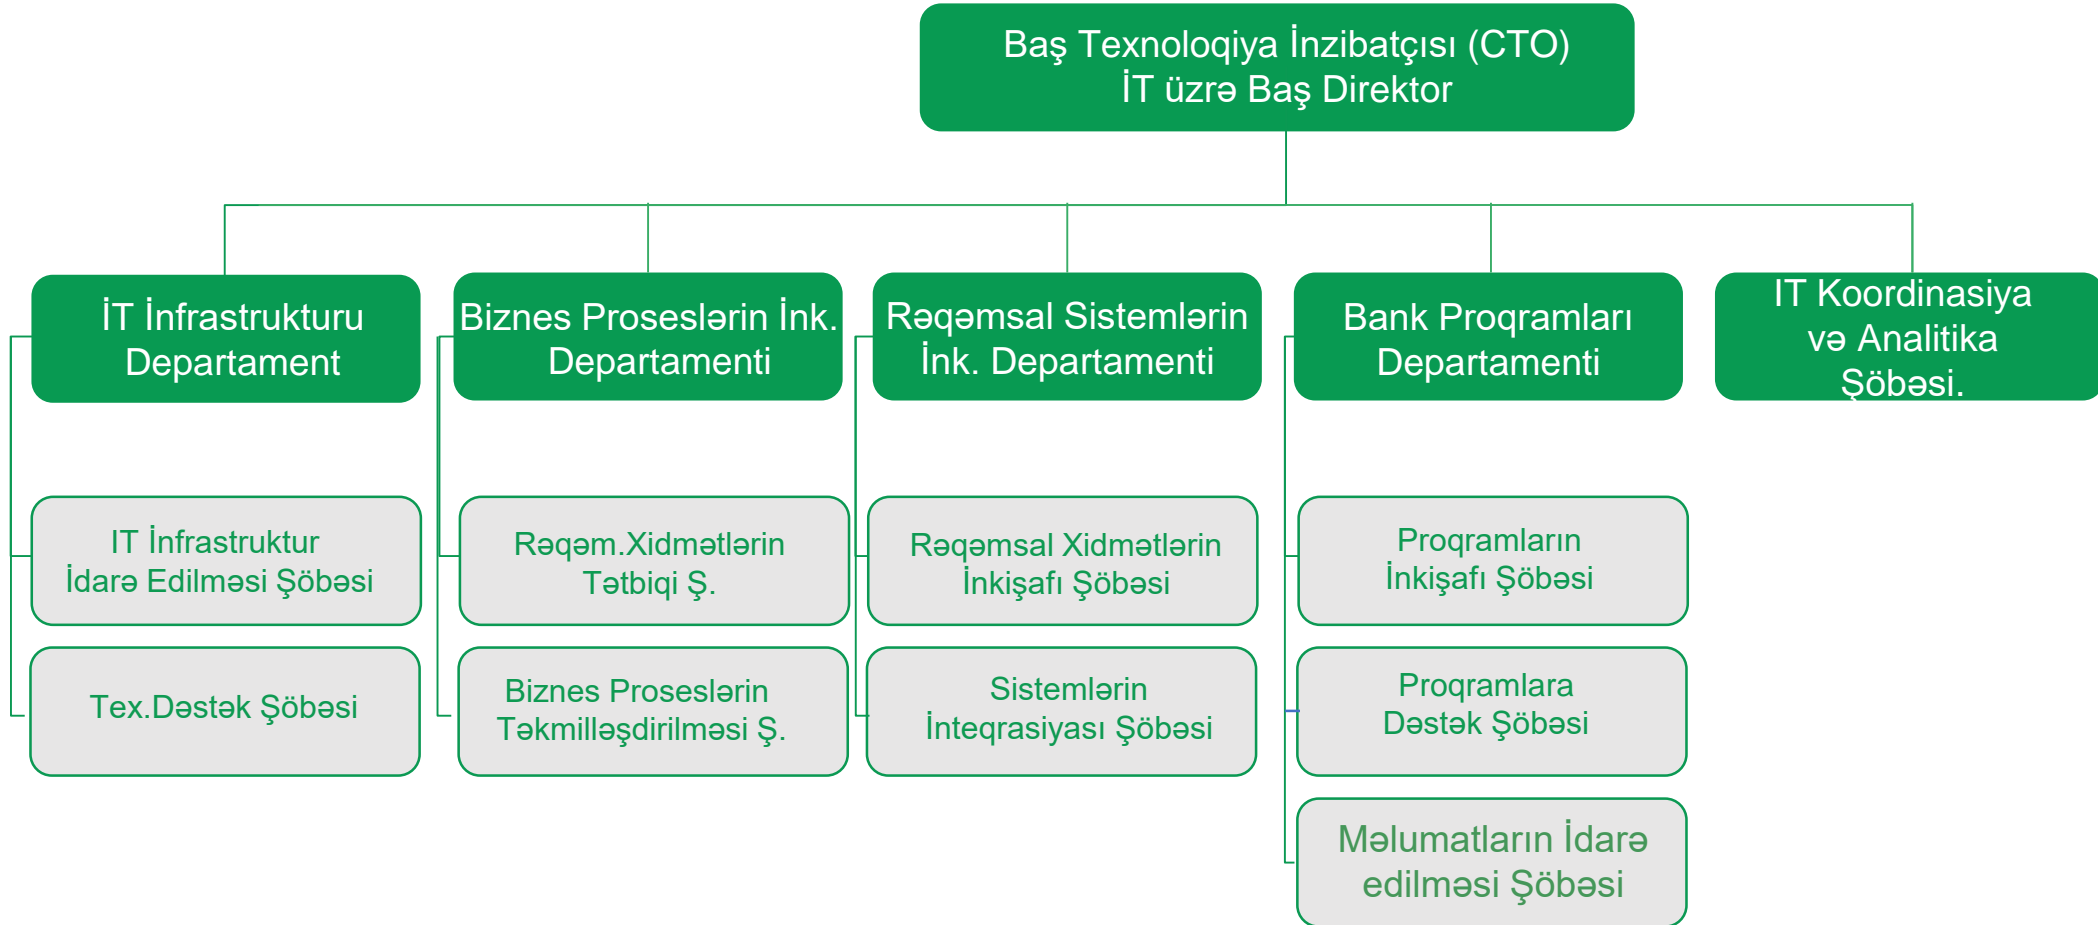 Baş Texnoloqiya İnzibatçısı (CTO)
İT üzrə Baş Direktor
İT İnfrastrukturu
Departament
Biznes Proseslərin İnk.
Departamenti
Rəqəmsal Sistemlərin
İnk. Departamenti
Bank Proqramları
Departamenti
IT Koordinasiya
və Analitika
Şöbəsi.
IT İnfrastruktur
İdarə Edilməsi Şöbəsi
Rəqəm.Xidmətlərin
Tətbiqi Ş.
Rəqəmsal Xidmətlərin
İnkişafı Şöbəsi
Proqramların
İnkişafı Şöbəsi
Tex.Dəstək Şöbəsi
Biznes Proseslərin
Təkmilləşdirilməsi Ş.
Sistemlərin
İnteqrasiyası Şöbəsi
Proqramlara
Dəstək Şöbəsi
Məlumatların İdarə
edilməsi Şöbəsi